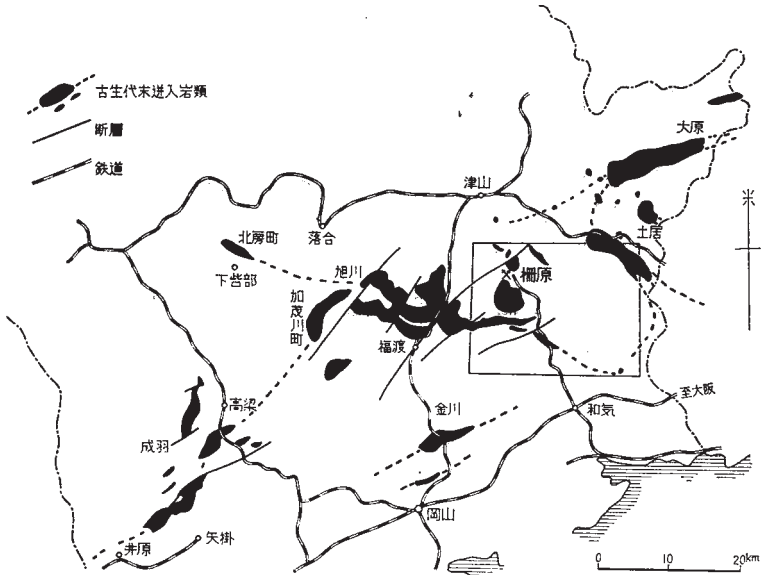 古生代末迸入岩類
断層
鉄道
大原
津山
米
土居
北房町
落合
下呰部
旭川
柵原
加茂川町
福渡
高梁
金川
和気
至大阪
成羽
岡山
矢掛
井原
0 10 20km